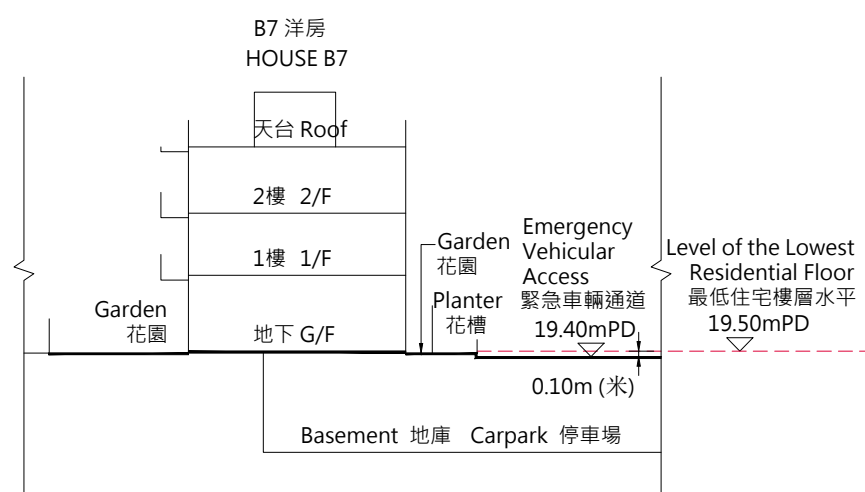 B7 洋房
HOUSE B7
天台 Roof
2樓 2/F
1樓 1/F
地下 G/F
Garden
花園
Garden
花園
Planter
花槽
Emergency
Vehicular
Access
緊急車輛通道
19.40mPD
Level of the Lowest
Residential Floor
最低住宅樓層水平
19.50mPD
0.10m (米)
Basement 地庫 Carpark 停車場